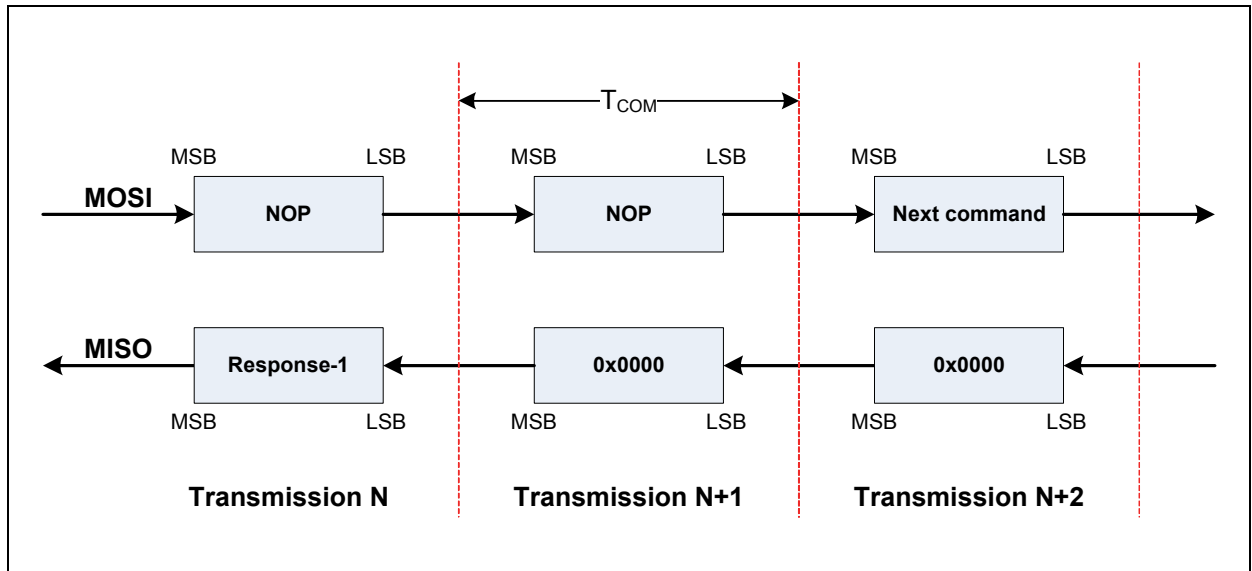 T_COM
MSB LSB MSB LSB MSB LSB
MOSI NOP NOP Next command
MISO Response-1 0x0000 0x0000
MSB LSB MSB LSB MSB LSB
Transmission N Transmission N+1 Transmission N+2